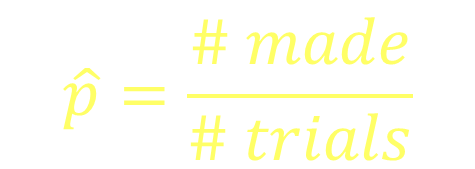 p̂ = # made
# trials